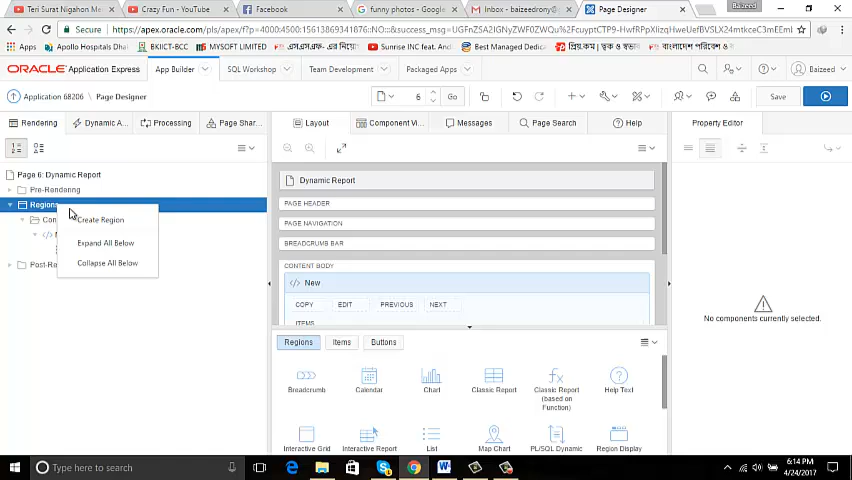 Teri Surat Nigahon Me
Crazy Fun - YouTube
Facebook
funny photos - Google
Inbox - baizeedrony@
Page Designer
Baizeed
Secure
https://apex.oracle.com/pls/apex/f?p=4000:4500:1561973919787::NO::&success_msg=
Apps
Apollo Hospitals Dha
BKIICT-BCC
MYSOFT LIMITED
Sunrise INC feat. Star
Best Managed Dedica
ORACLE Application Express
App Builder
SQL Workshop
Team Development
Packaged Apps
Baizeed
Application 68206 \ Page Designer
6
Go
Save
Rendering
Dynamic A...
Processing
Page Shar...
Layout
Component Vi...
Messages
Page Search
Help
Property Editor
Page 6: Dynamic Report
Pre-Rendering
Regions
Con
Post-Re
Create Region
Expand All Below
Collapse All Below
Dynamic Report
PAGE HEADER
PAGE NAVIGATION
BREADCRUMB BAR
CONTENT BODY
New
COPY
EDIT
PREVIOUS
NEXT
ITEMS
No components currently selected.
Regions
Items
Buttons
Breadcrumb
Calendar
Chart
Classic Report
Classic Report
(based on
Function)
Help Text
Interactive Grid
Interactive Report
List
Map Chart
PL/SQL Dynamic
Region Display
Type here to search
6:14 PM
4/24/2017